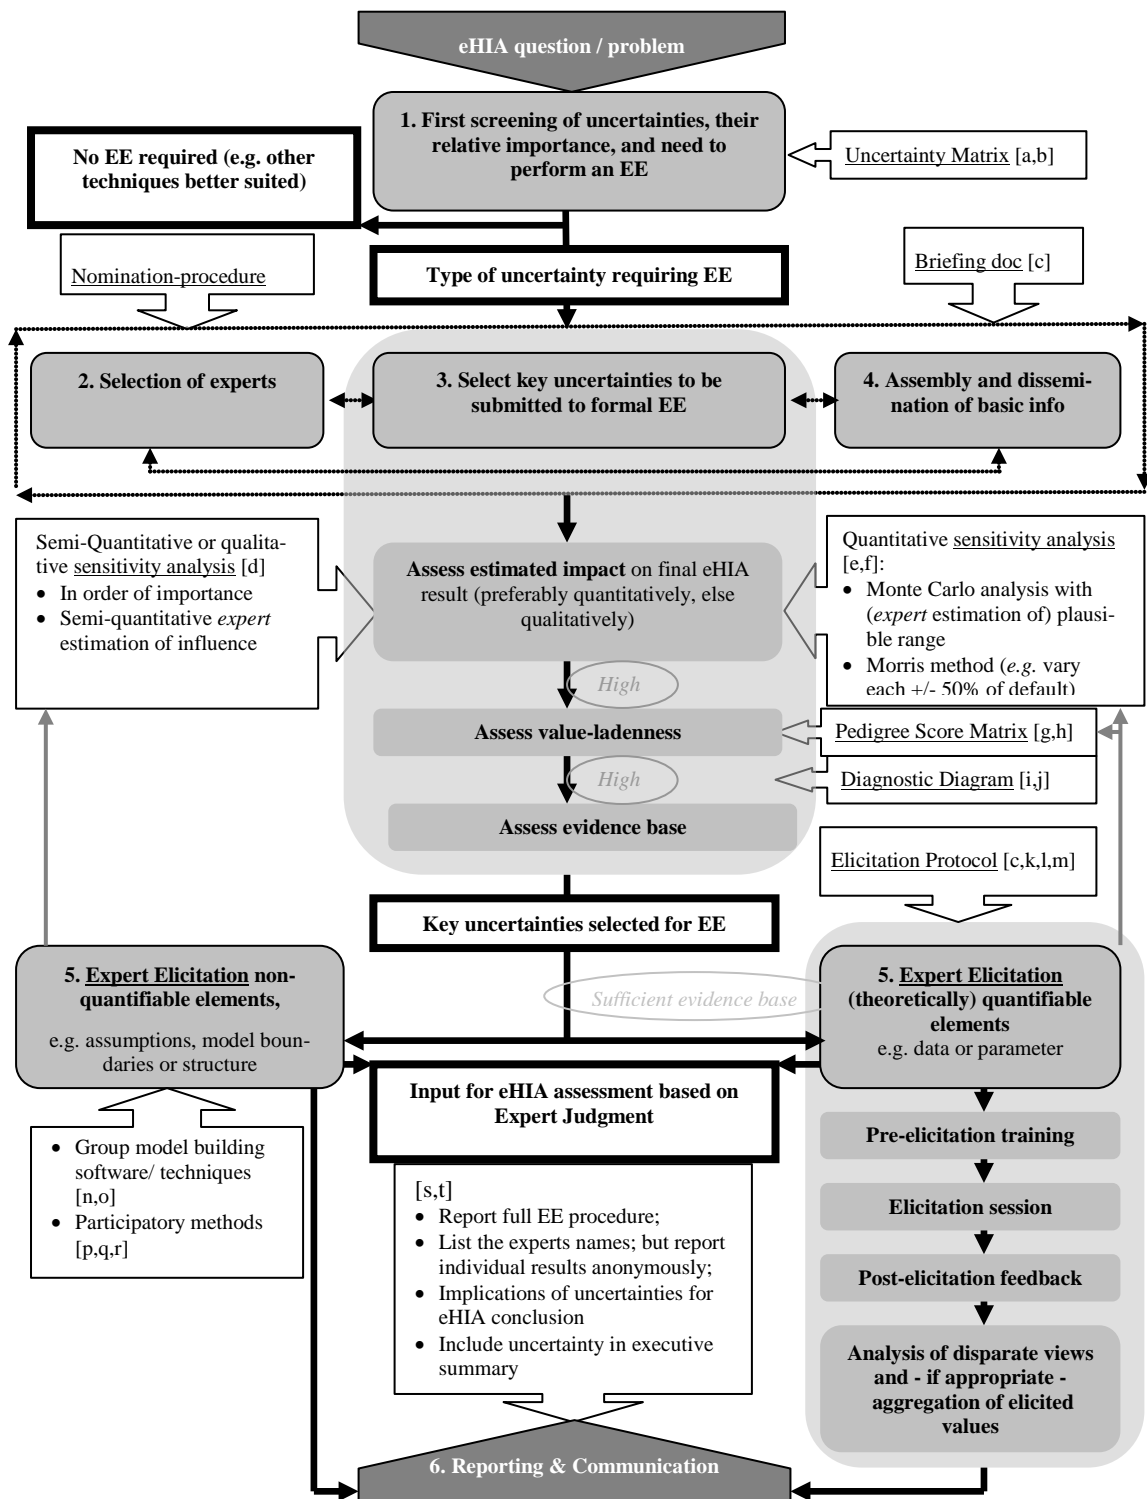 eHIA question / problem
1. First screening of uncertainties, their
relative importance, and need to
perform an EE
No EE required (e.g. other
techniques better suited)
Uncertainty Matrix [a,b]
Nomination-procedure
Type of uncertainty requiring EE
Briefing doc [c]
2. Selection of experts
3. Select key uncertainties to be
submitted to formal EE
4. Assembly and dissemi-
nation of basic info
Semi-Quantitative or qualita-
tive sensitivity analysis [d]
• In order of importance
• Semi-quantitative expert
estimation of influence
Assess estimated impact on final eHIA
result (preferably quantitatively, else
qualitatively)
Quantitative sensitivity analysis
[e,f]:
• Monte Carlo analysis with
(expert estimation of) plausi-
ble range
• Morris method (e.g. vary
each +/- 50% of default)
High
Assess value-ladenness
Pedigree Score Matrix [g,h]
High
Diagnostic Diagram [i,j]
Assess evidence base
Elicitation Protocol [c,k,l,m]
Key uncertainties selected for EE
5. Expert Elicitation non-
quantifiable elements,
e.g. assumptions, model boun-
daries or structure
Sufficient evidence base
5. Expert Elicitation
(theoretically) quantifiable
elements
e.g. data or parameter
Input for eHIA assessment based on
Expert Judgment
• Group model building
software/ techniques
[n,o]
• Participatory methods
[p,q,r]
[s,t]
• Report full EE procedure;
• List the experts names; but report
individual results anonymously;
• Implications of uncertainties for
eHIA conclusion
• Include uncertainty in executive
summary
Pre-elicitation training
Elicitation session
Post-elicitation feedback
Analysis of disparate views
and - if appropriate -
aggregation of elicited
values
6. Reporting & Communication